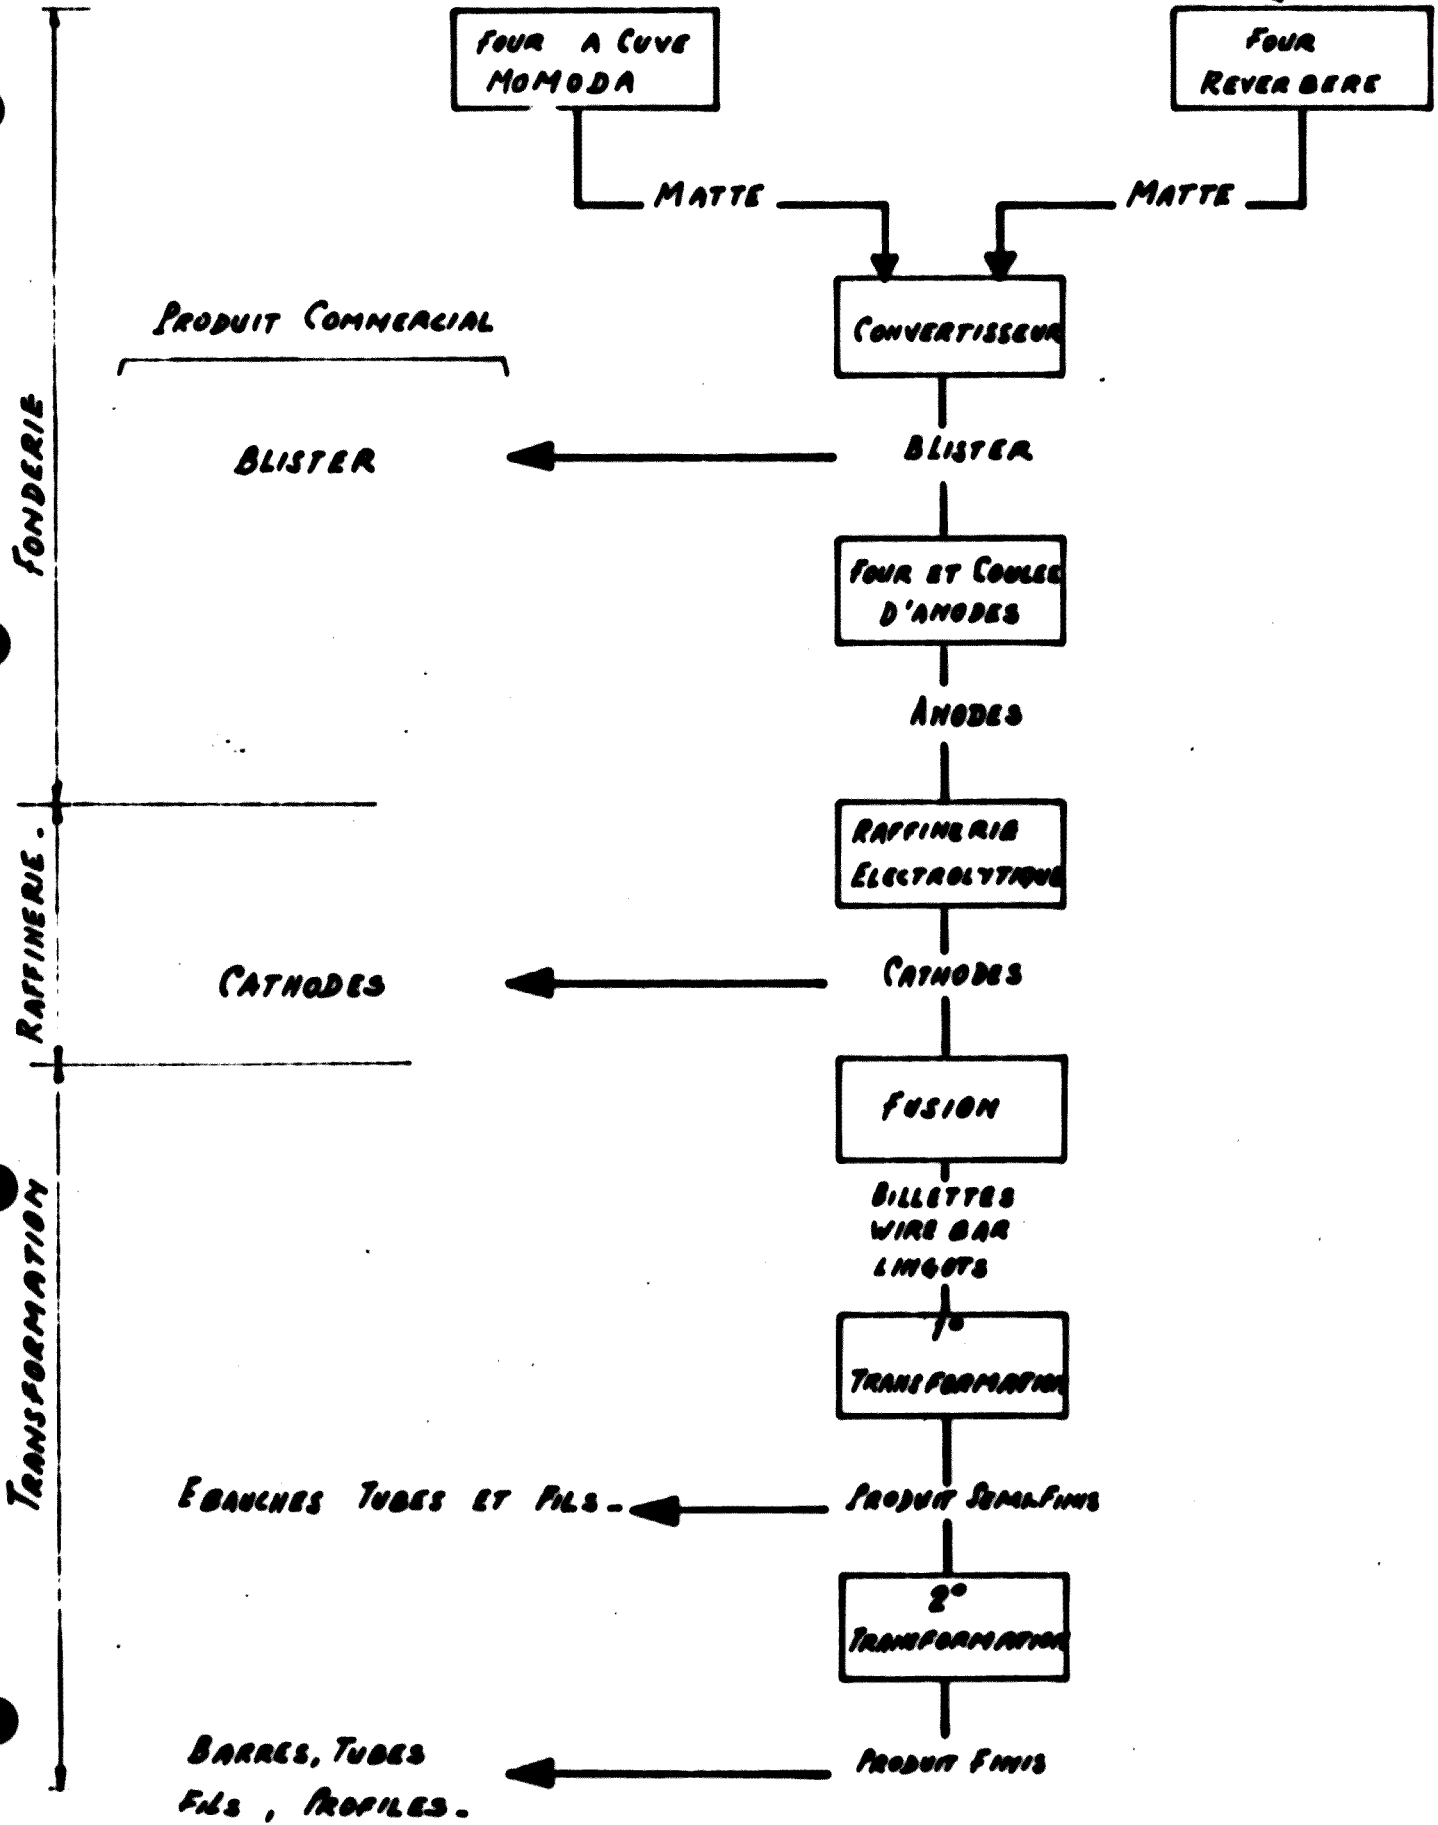 FOUR A CUVE
MOMODA
FOUR
REVERBERE
MATTE
MATTE
PRODUIT COMMERCIAL
CONVERTISSEUR
BLISTER
BLISTER
FONDERIE
FOUR ET COULEE
D'ANODES
ANODES
RAFFINERIE
ELECTROLYTIQUE
RAFFINERIE.
CATHODES
CATHODES
FUSION
BILLETTES
WIRE BAR
LINGOTS
1°
TRANSFORMATION
TRANSFORMATION
EBAUCHES TUBES ET FILS.
PRODUIT SEMI-FINIS
2°
TRANSFORMATION
BARRES, TUBES
FILS, PROFILES.
PRODUIT FINIS